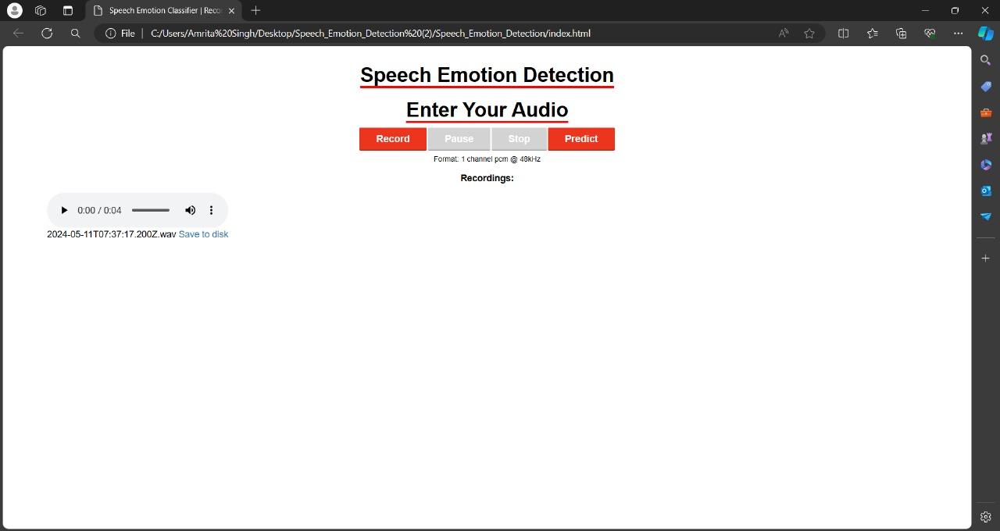 Speech Emotion Classifier | Reco
File
C:/Users/Amrita%20Singh/Desktop/Speech_Emotion_Detection%20(2)/Speech_Emotion_Detection/index.html
Speech Emotion Detection
Enter Your Audio
Record Pause Stop Predict
Format: 1 channel pcm @ 48kHz
Recordings:
0:00 / 0:04
2024-05-11T07:37:17.200Z.wav Save to disk